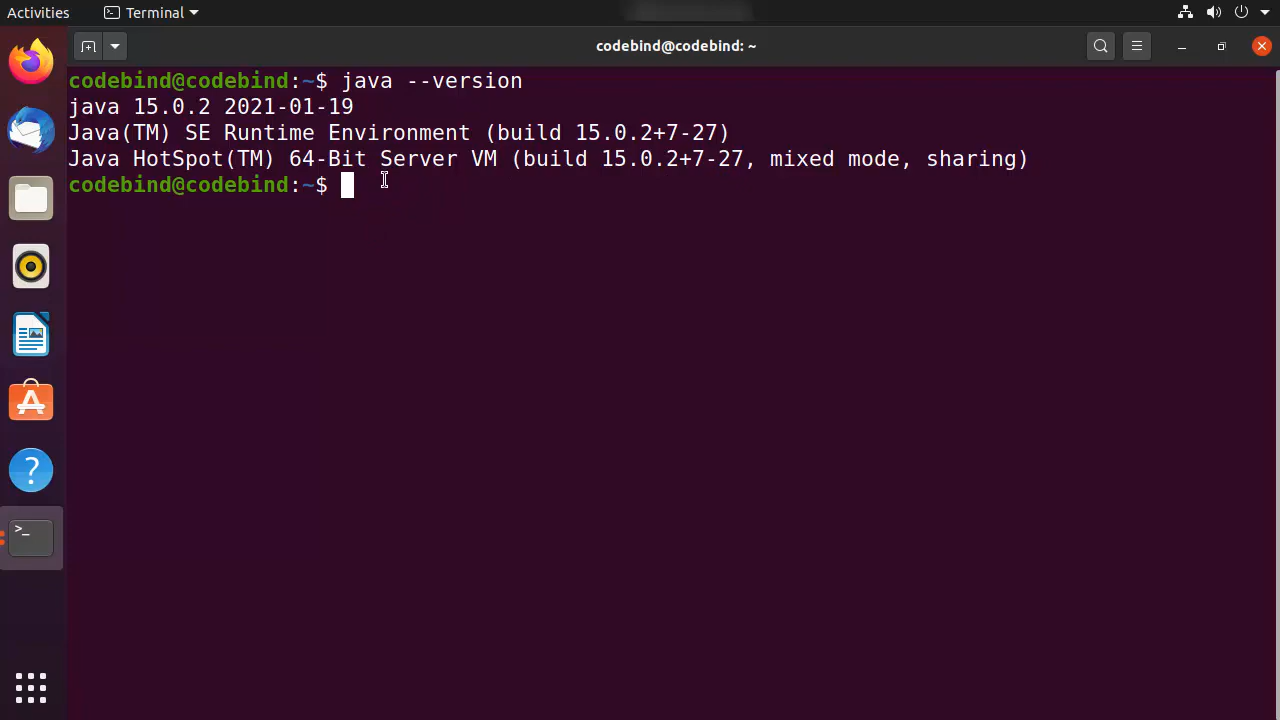 Activities
Terminal
codebind@codebind: ~
codebind@codebind:~$ java --version
java 15.0.2 2021-01-19
Java(TM) SE Runtime Environment (build 15.0.2+7-27)
Java HotSpot(TM) 64-Bit Server VM (build 15.0.2+7-27, mixed mode, sharing)
codebind@codebind:~$
?
>_